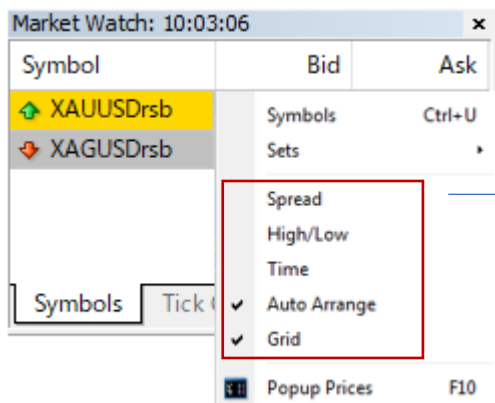 Market Watch: 10:03:06
Symbol Bid Ask
XAUUSDrsb
XAGUSDrsb
Symbols Ctrl+U
Sets
Spread
High/Low
Time
Auto Arrange
Grid
Popup Prices F10
Symbols Tick